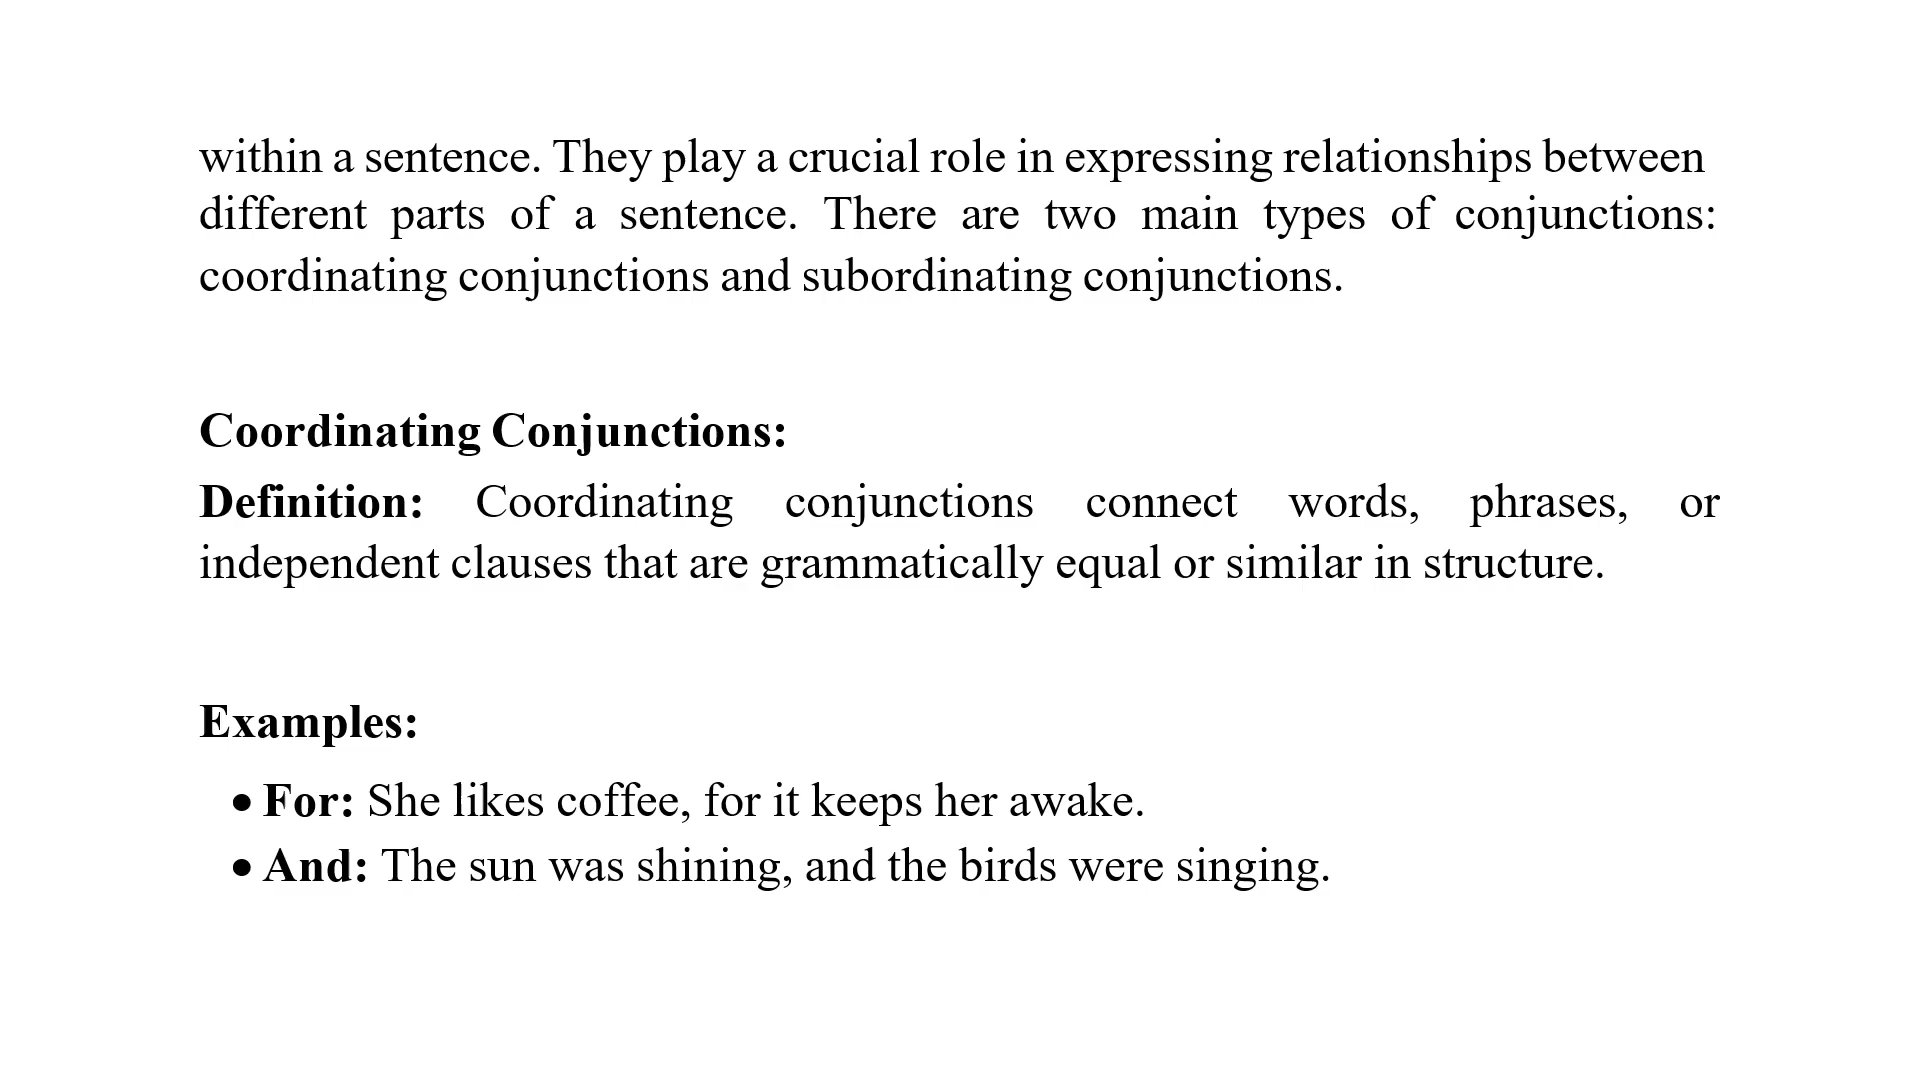 within a sentence. They play a crucial role in expressing relationships between
different parts of a sentence. There are two main types of conjunctions:
coordinating conjunctions and subordinating conjunctions.
Coordinating Conjunctions:
Definition: Coordinating conjunctions connect words, phrases, or
independent clauses that are grammatically equal or similar in structure.
Examples:
• For: She likes coffee, for it keeps her awake.
• And: The sun was shining, and the birds were singing.